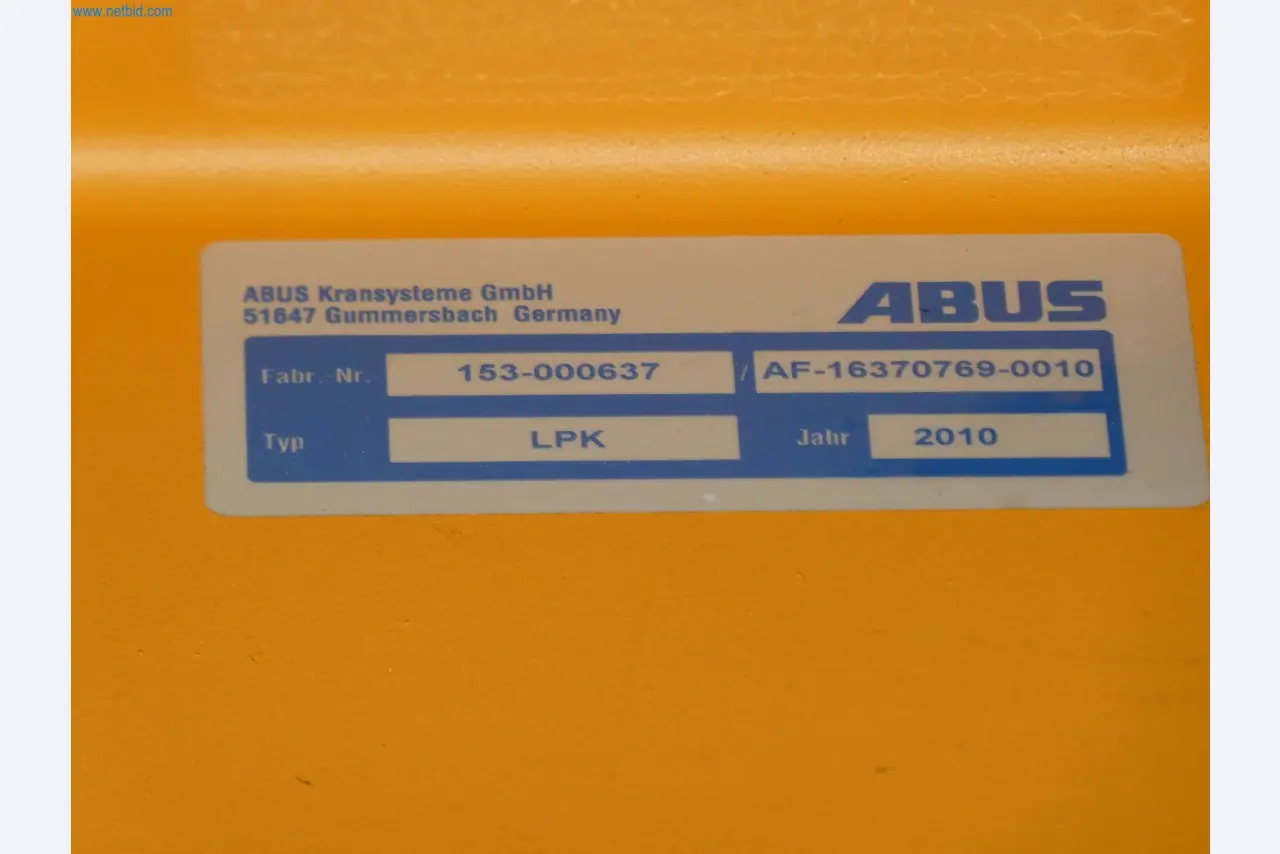 www.netbid.com
ABUS Kransysteme GmbH
51647 Gummersbach Germany
ABUS
Fabr.-Nr. 153-000637 / AF-16370769-0010
Typ LPK Jahr 2010